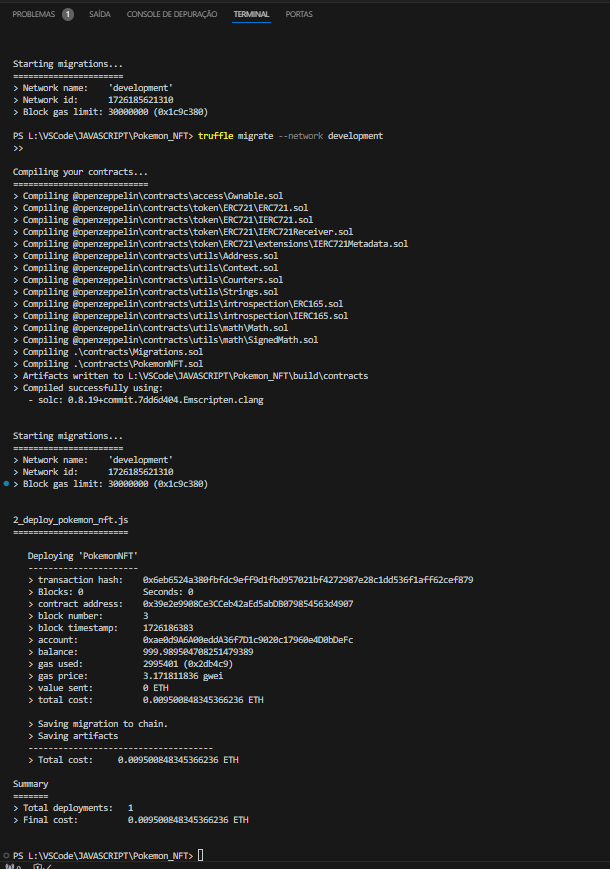 PROBLEMAS 1 SAÍDA CONSOLE DE DEPURAÇÃO TERMINAL PORTAS
Starting migrations...
======================
> Network name:    'development'
> Network id:      1726185621310
> Block gas limit: 30000000 (0x1c9c380)
PS L:\VSCode\JAVASCRIPT\Pokemon_NFT> truffle migrate --network development
>>
Compiling your contracts...
===========================
> Compiling @openzeppelin\contracts\access\Ownable.sol
> Compiling @openzeppelin\contracts\token\ERC721\ERC721.sol
> Compiling @openzeppelin\contracts\token\ERC721\IERC721.sol
> Compiling @openzeppelin\contracts\token\ERC721\IERC721Receiver.sol
> Compiling @openzeppelin\contracts\token\ERC721\extensions\IERC721Metadata.sol
> Compiling @openzeppelin\contracts\utils\Address.sol
> Compiling @openzeppelin\contracts\utils\Context.sol
> Compiling @openzeppelin\contracts\utils\Counters.sol
> Compiling @openzeppelin\contracts\utils\Strings.sol
> Compiling @openzeppelin\contracts\utils\introspection\ERC165.sol
> Compiling @openzeppelin\contracts\utils\introspection\IERC165.sol
> Compiling @openzeppelin\contracts\utils\math\Math.sol
> Compiling @openzeppelin\contracts\utils\math\SignedMath.sol
> Compiling .\contracts\Migrations.sol
> Compiling .\contracts\PokemonNFT.sol
> Artifacts written to L:\VSCode\JAVASCRIPT\Pokemon_NFT\build\contracts
> Compiled successfully using:
   - solc: 0.8.19+commit.7dd6d404.Emscripten.clang
Starting migrations...
======================
> Network name:    'development'
> Network id:      1726185621310
> Block gas limit: 30000000 (0x1c9c380)
2_deploy_pokemon_nft.js
=======================
   Deploying 'PokemonNFT'
   ----------------------
   > transaction hash:    0x6eb6524a380fbfdc9eff9d1fbd957021bf4272987e28c1dd536f1aff62cef879
   > Blocks: 0            Seconds: 0
   > contract address:    0x39e2e9908Ce3CCeb42aEd5abDB079854563d4907
   > block number:        3
   > block timestamp:     1726186383
   > account:             0xae0d9A6A00eddA36f7D1c9020c17960e4D0bDeFc
   > balance:             999.989504708251479389
   > gas used:            2995401 (0x2db4c9)
   > gas price:           3.171811836 gwei
   > value sent:          0 ETH
   > total cost:          0.009500848345366236 ETH
   > Saving migration to chain.
   > Saving artifacts
   -------------------------------------
   > Total cost:     0.009500848345366236 ETH
Summary
=======
> Total deployments:   1
> Final cost:          0.009500848345366236 ETH
PS L:\VSCode\JAVASCRIPT\Pokemon_NFT>